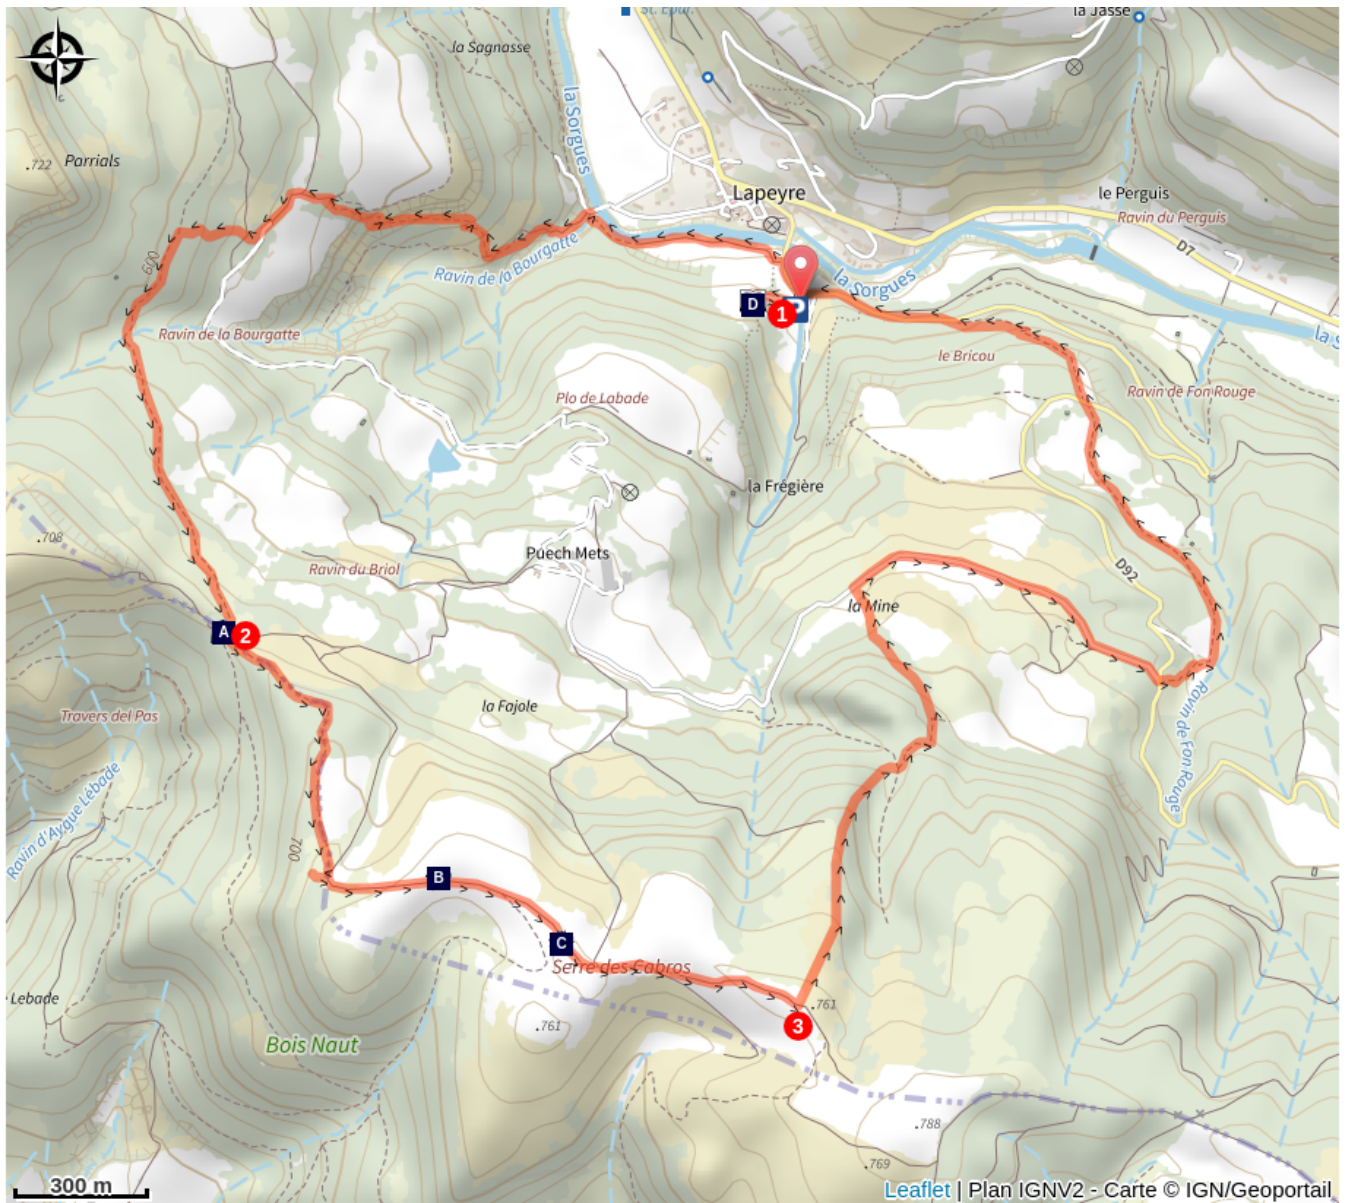 St. Épar.
la Jasse
la Sagnasse
la Sorgues
.722
Parrials
Lapeyre
le Perguis
Ravin du Perguis
D7
600
Ravin de la Bourgatte
la Sorgues
D
1
P
la S
Ravin de la Bourgatte
le Bricou
Plo de Labade
Ravin de Fon Rouge
la Frégière
.708
Puech Mets
Ravin du Briol
D92
la Mine
A
2
la Fajole
Travers del Pas
Ravin de Fon Rouge
Ravin d'Aygue Lébade
700
B
C
Serre des Cabros
Lebade
.761
3
.761
Bois Naut
.788
.769
300 m
Leaflet | Plan IGNV2 - Carte © IGN/Geoportail